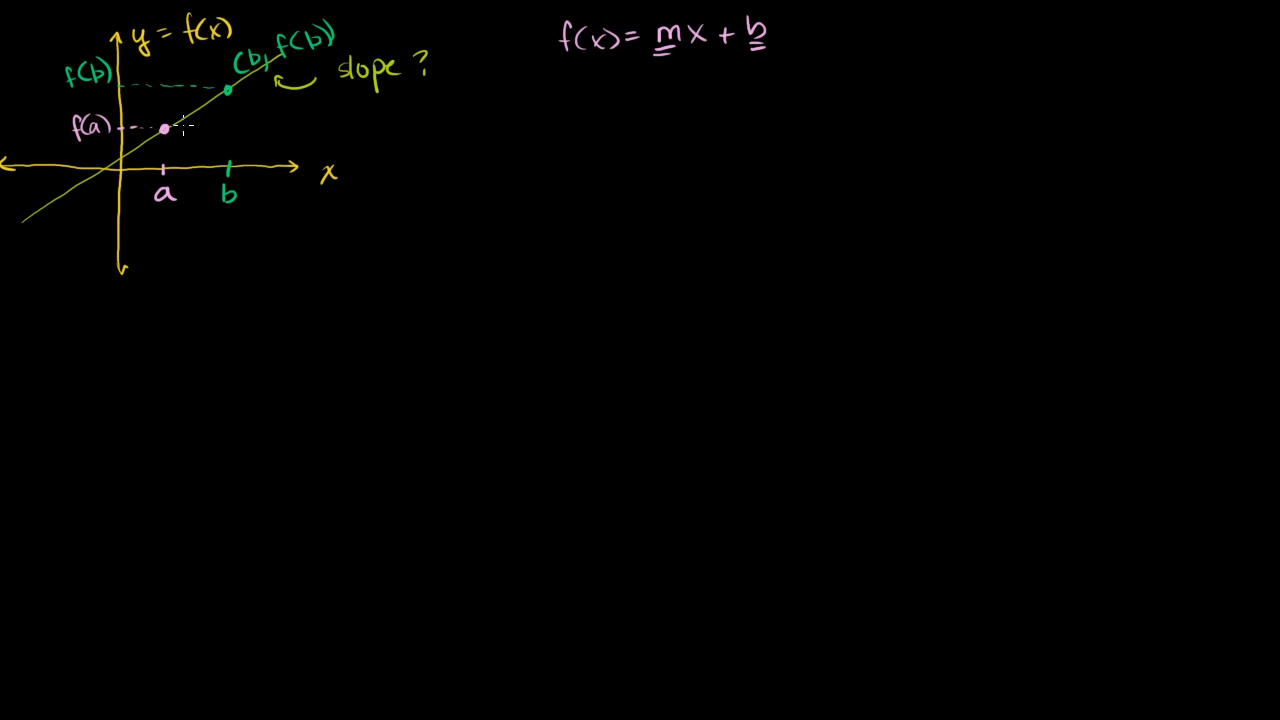 y = f(x)
f(x) = mx + b
(b, f(b))
slope ?
f(b)
f(a)
x
a
b